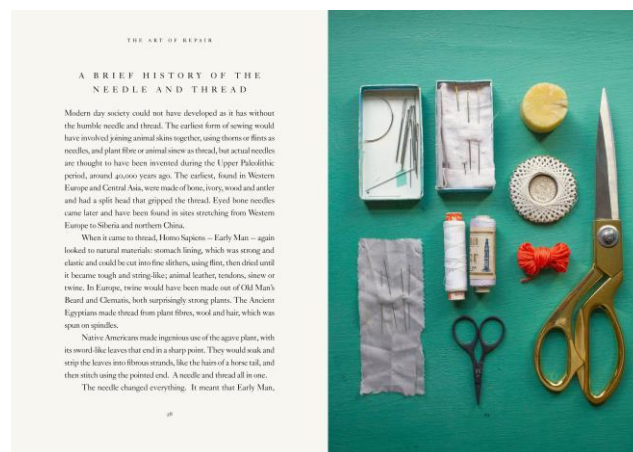 THE ART OF REPAIR
A BRIEF HISTORY OF THE
NEEDLE AND THREAD
Modern day society could not have developed as it has without
the humble needle and thread. The earliest form of sewing would
have involved joining animal skins together, using thorns or flints as
needles, and plant fibre or animal sinew as thread, but actual needles
are thought to have been invented during the Upper Paleolithic
period, around 40,000 years ago. The earliest, found in Western
Europe and Central Asia, were made of bone, ivory, wood and antler
and had a split head that gripped the thread. Eyed bone needles
came later and have been found in sites stretching from Western
Europe to Siberia and northern China.
When it came to thread, Homo Sapiens – Early Man – again
looked to natural materials: stomach lining, which was strong and
elastic and could be cut into fine slithers, using flint, then dried until
it became tough and string-like; animal leather, tendons, sinew or
twine. In Europe, twine would have been made out of Old Man's
Beard and Clematis, both surprisingly strong plants. The Ancient
Egyptians made thread from plant fibres, wool and hair, which was
spun on spindles.
Native Americans made ingenious use of the agave plant, with
its sword-like leaves that end in a sharp point. They would soak and
strip the leaves into fibrous strands, like the hairs of a horse tail, and
then stitch using the pointed end. A needle and thread all in one.
The needle changed everything. It meant that Early Man,